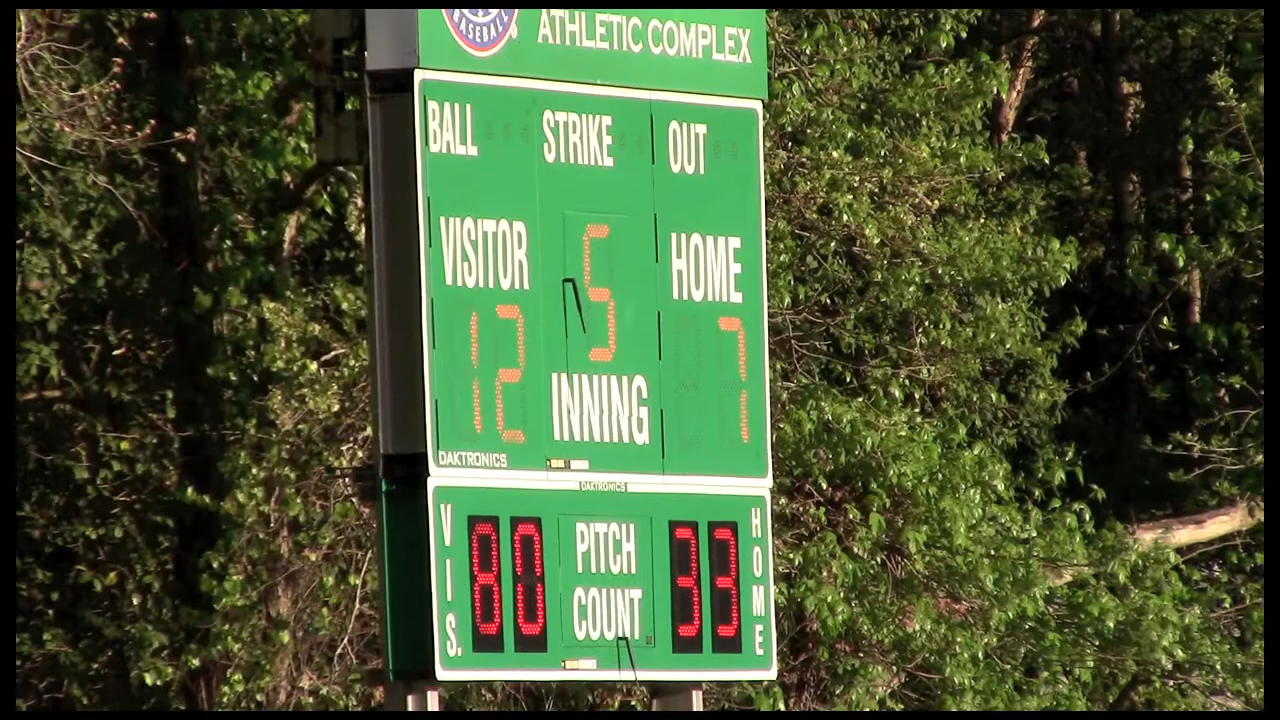 BASEBALL
ATHLETIC COMPLEX
BALL STRIKE OUT
VISITOR 5 HOME
12 INNING 7
DAKTRONICS
DAKTRONICS
VIS. 80 PITCH COUNT 33 HOME